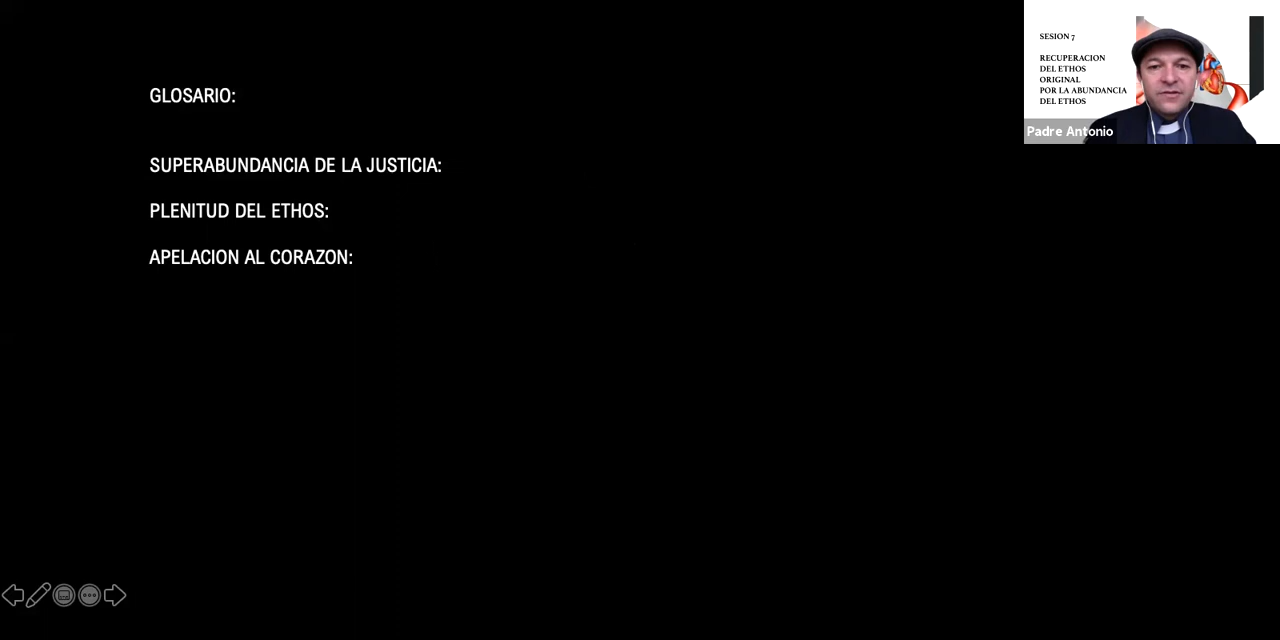 GLOSARIO:
SUPERABUNDANCIA DE LA JUSTICIA:
PLENITUD DEL ETHOS:
APELACION AL CORAZON:
SESION 7
RECUPERACION
DEL ETHOS
ORIGINAL
POR LA ABUNDANCIA
DEL ETHOS
Padre Antonio